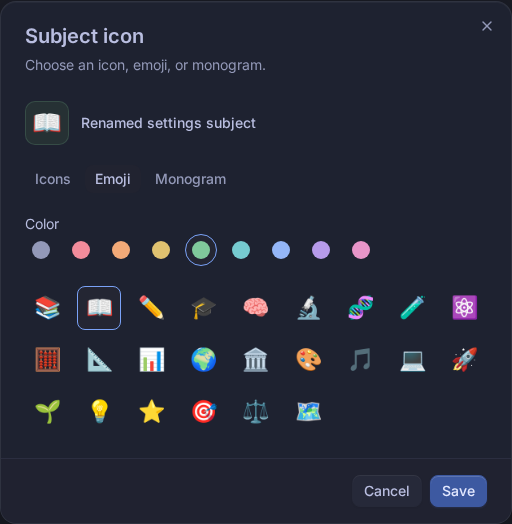 Subject icon
Choose an icon, emoji, or monogram.
Renamed settings subject
Icons Emoji Monogram
Color
Cancel Save